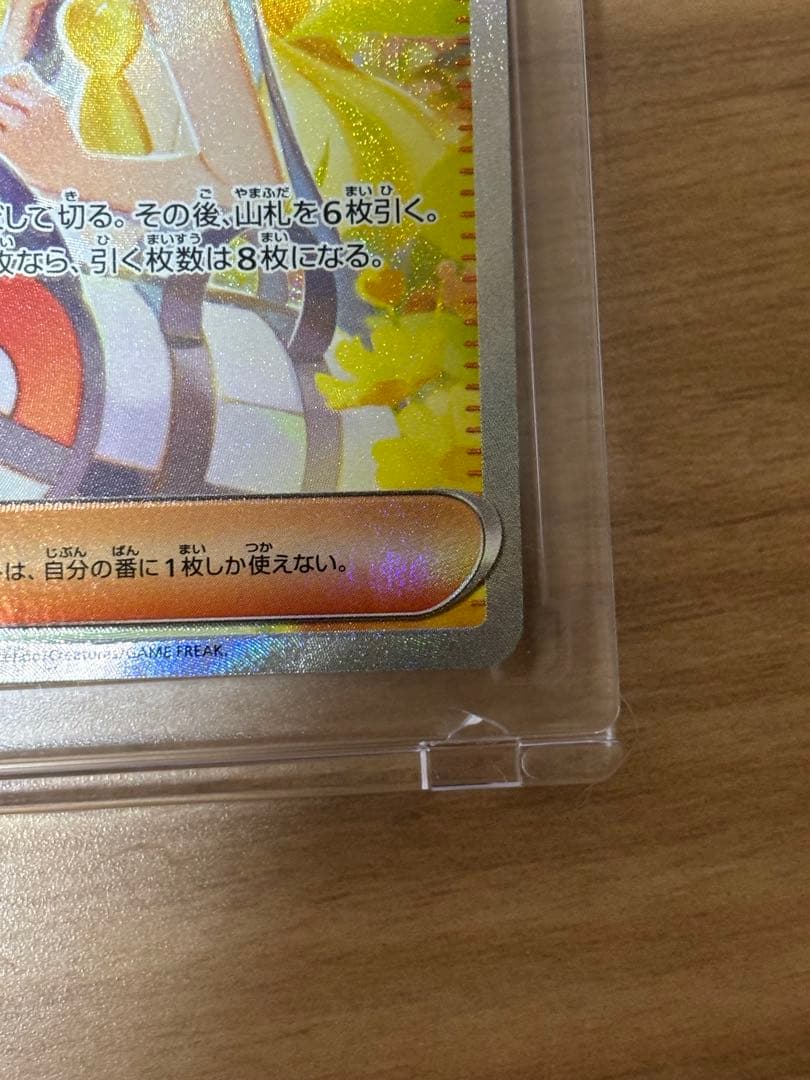 して切る。その後、山札を6枚引く。
枚なら、引く枚数は8枚になる。
は、自分の番に1枚しか使えない。
Creatures/GAME FREAK.